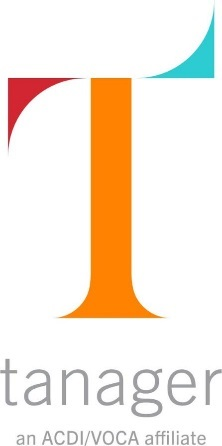 T
tanager
an ACDI/VOCA affiliate